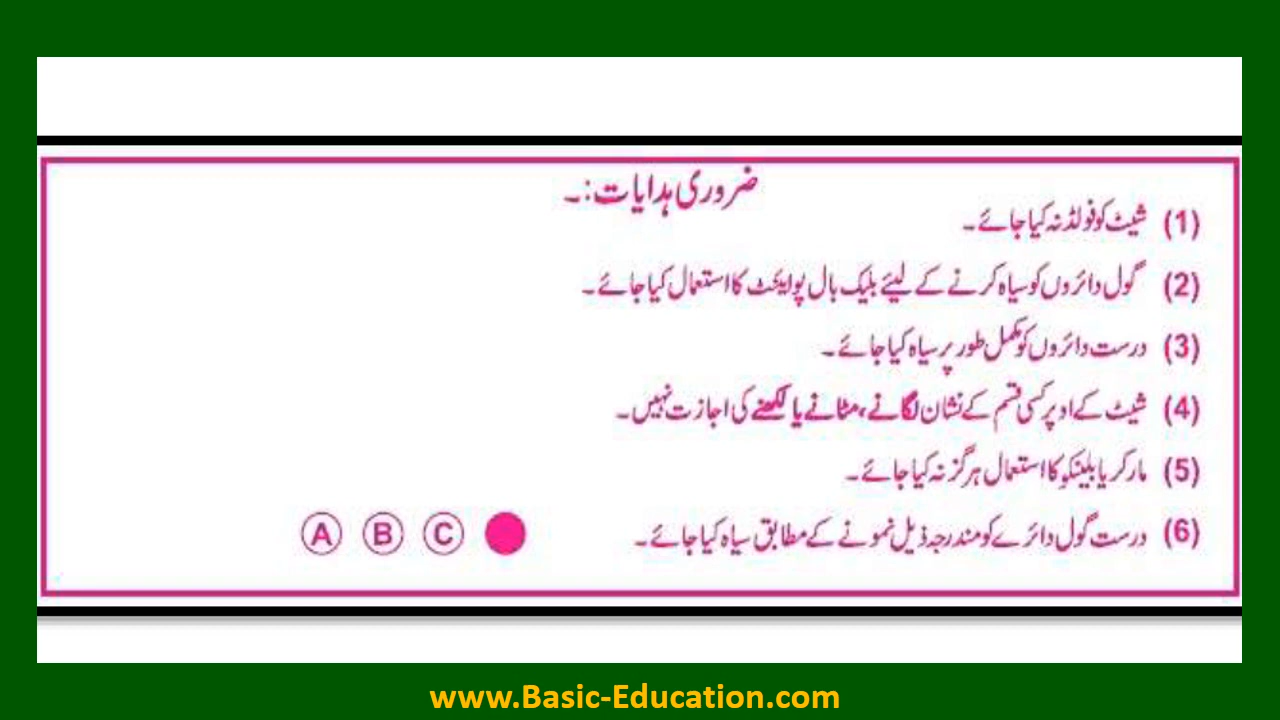 ضروری ہدایات:۔
(1) شیٹ کو فولڈ نہ کیا جائے۔
(2) گول دائروں کو سیاہ کرنے کے لیئے بلیک بال پوائنٹ کا استعمال کیا جائے۔
(3) درست دائروں کو مکمل طور پر سیاہ کیا جائے۔
(4) شیٹ کے اوپر کسی قسم کے نشان لگانے، مٹانے یا لکھنے کی اجازت نہیں۔
(5) مارکر یا بلینکو کا استعمال ہرگز نہ کیا جائے۔
(6) درست گول دائرے کو مندرجہ ذیل نمونے کے مطابق سیاہ کیا جائے۔ A B C
www.Basic-Education.com